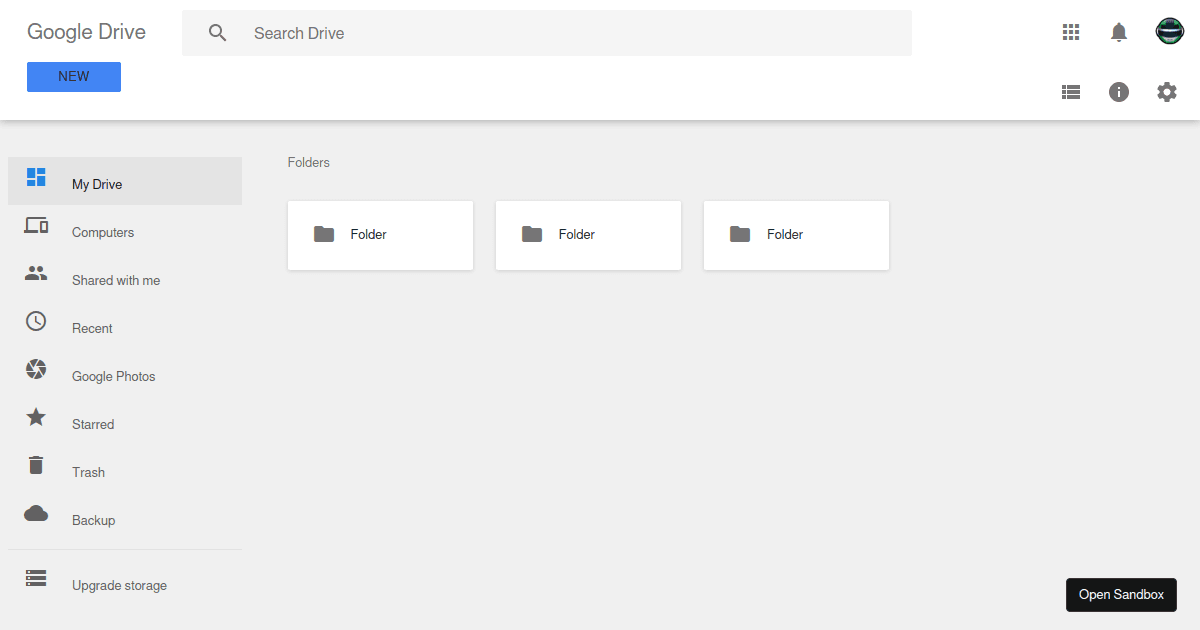 Google Drive
Search Drive
NEW
My Drive
Computers
Shared with me
Recent
Google Photos
Starred
Trash
Backup
Upgrade storage
Folders
Folder
Folder
Folder
Open Sandbox